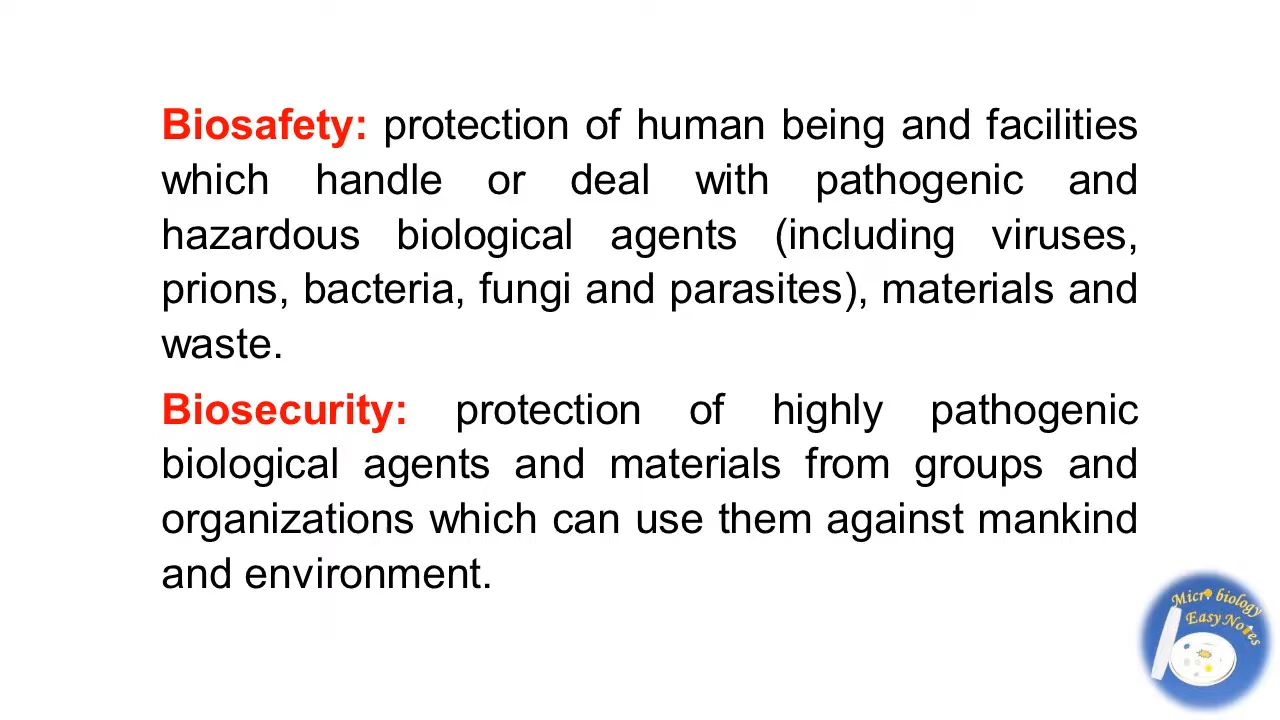 Biosafety: protection of human being and facilities
which handle or deal with pathogenic and
hazardous biological agents (including viruses,
prions, bacteria, fungi and parasites), materials and
waste.
Biosecurity: protection of highly pathogenic
biological agents and materials from groups and
organizations which can use them against mankind
and environment.
Micro biology
Easy Notes